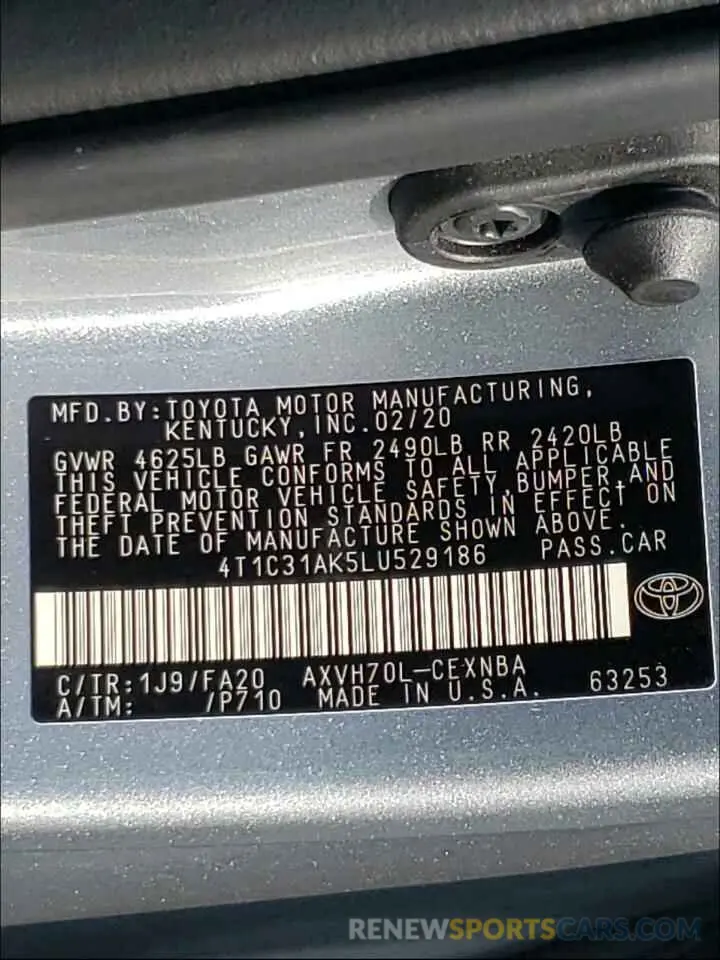 MFD.BY:TOYOTA MOTOR MANUFACTURING,
KENTUCKY,INC.02/20
GVWR 4625LB GAWR FR 2490LB RR 2420LB
THIS VEHICLE CONFORMS TO ALL APPLICABLE
FEDERAL MOTOR VEHICLE SAFETY,BUMPER,AND
THEFT PREVENTION STANDARDS IN EFFECT ON
THE DATE OF MANUFACTURE SHOWN ABOVE.
4T1C31AK5LU529186 PASS.CAR
C/TR:1J9/FA20 AXVH70L-CEXNBA
A/TM: /P710 MADE IN U.S.A. 63253
RENEWSPORTSCARS.COM